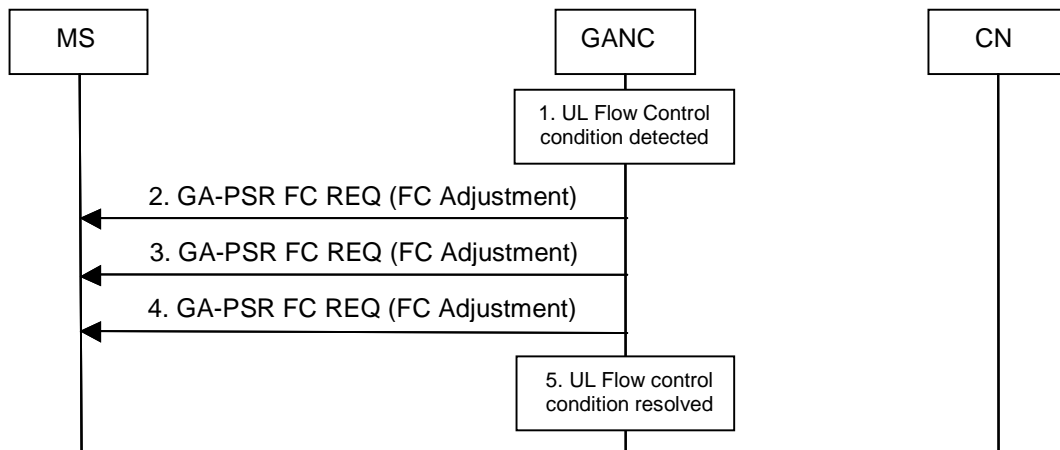 MS
GANC
CN
1. UL Flow Control
condition detected
2. GA-PSR FC REQ (FC Adjustment)
3. GA-PSR FC REQ (FC Adjustment)
4. GA-PSR FC REQ (FC Adjustment)
5. UL Flow control
condition resolved